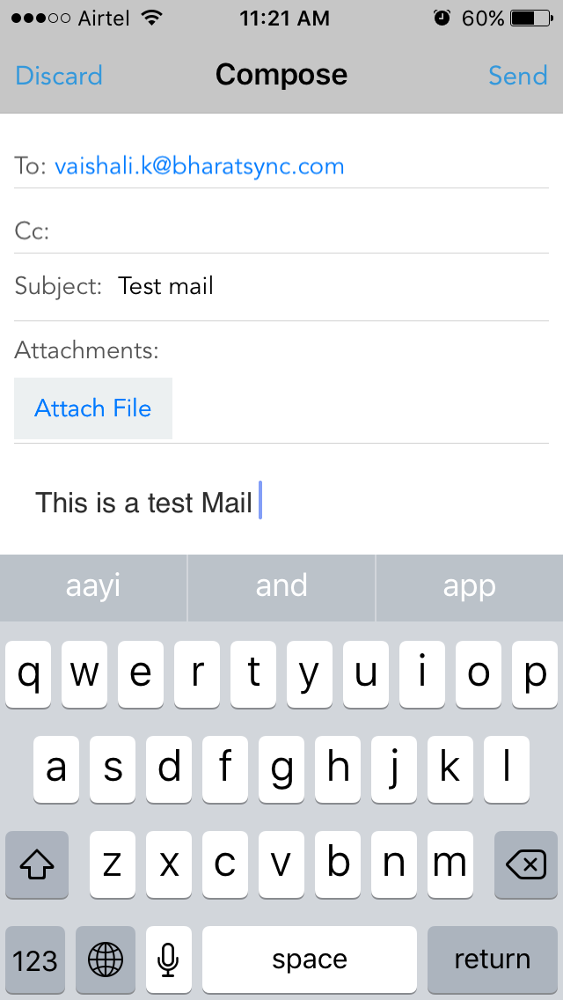 Airtel 11:21 AM 60%
Discard Compose Send
To: vaishali.k@bharatsync.com
Cc:
Subject: Test mail
Attachments:
Attach File
This is a test Mail
aayi and app
q w e r t y u i o p
a s d f g h j k l
z x c v b n m
123 space return